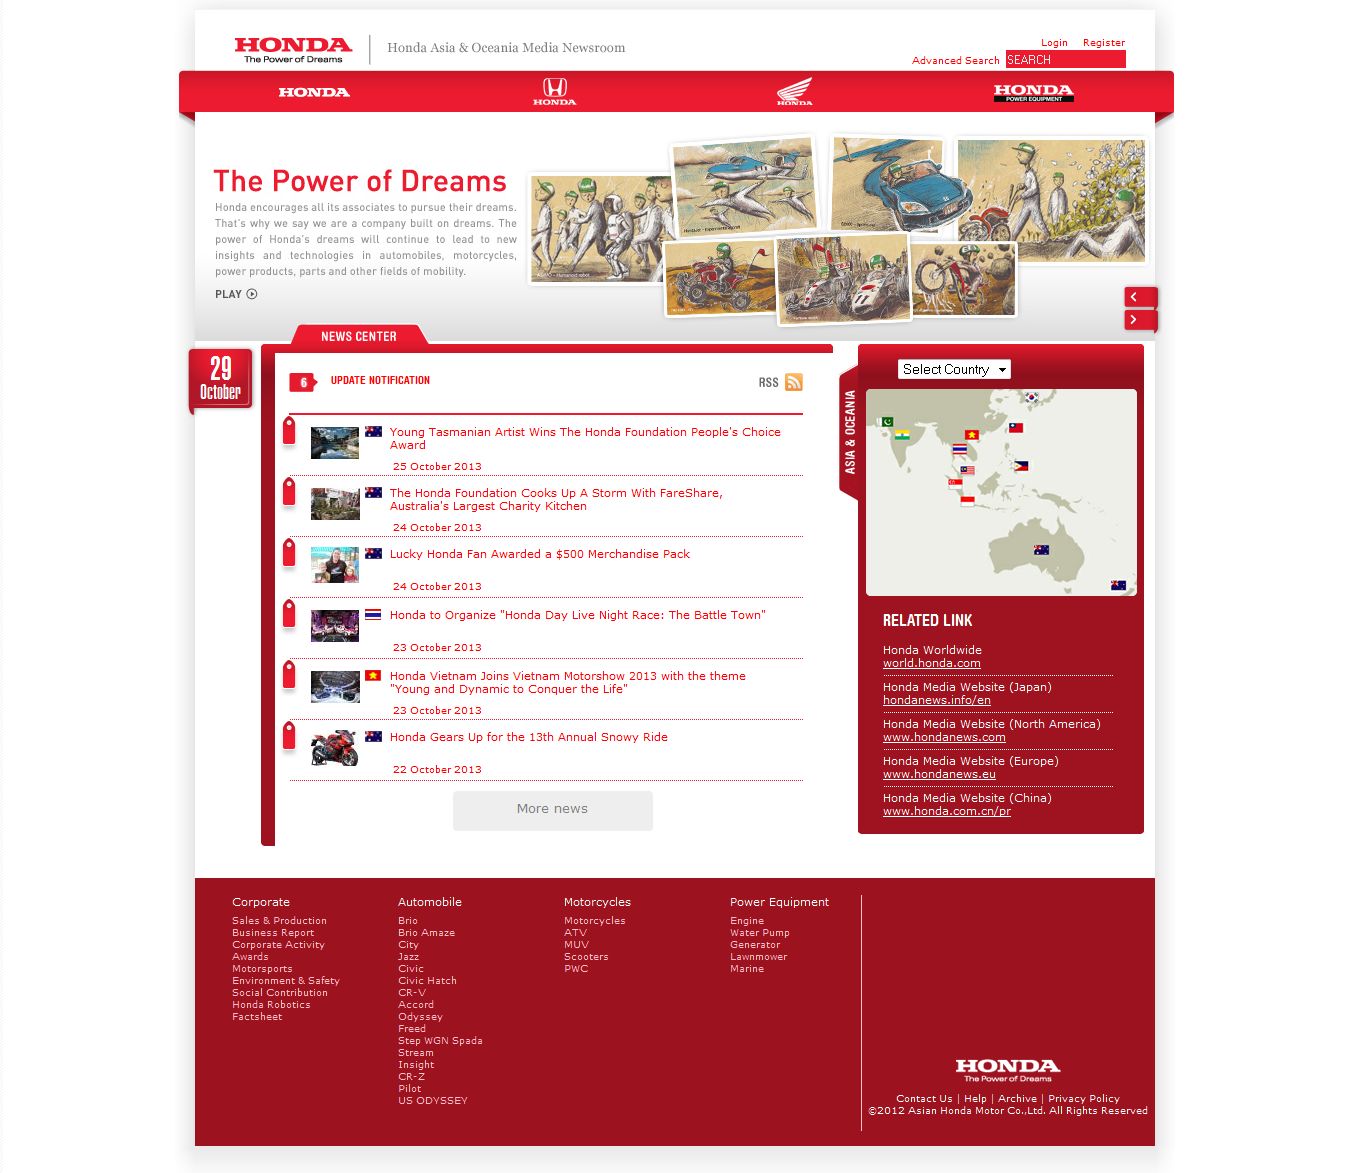 HONDA
The Power of Dreams
Honda Asia & Oceania Media Newsroom
Login Register
Advanced Search SEARCH
HONDA
HONDA
HONDA
HONDA
POWER EQUIPMENT
The Power of Dreams
Honda encourages all its associates to pursue their dreams.
That's why we say we are a company built on dreams. The
power of Honda's dreams will continue to lead to new
insights and technologies in automobiles, motorcycles,
power products, parts and other fields of mobility.
PLAY
NEWS CENTER
29
October
6 UPDATE NOTIFICATION
RSS
Young Tasmanian Artist Wins The Honda Foundation People's Choice
Award
25 October 2013
The Honda Foundation Cooks Up A Storm With FareShare,
Australia's Largest Charity Kitchen
24 October 2013
Lucky Honda Fan Awarded a $500 Merchandise Pack
24 October 2013
Honda to Organize "Honda Day Live Night Race: The Battle Town"
23 October 2013
Honda Vietnam Joins Vietnam Motorshow 2013 with the theme
"Young and Dynamic to Conquer the Life"
23 October 2013
Honda Gears Up for the 13th Annual Snowy Ride
22 October 2013
More news
Select Country
ASIA & OCEANIA
RELATED LINK
Honda Worldwide
world.honda.com
Honda Media Website (Japan)
hondanews.info/en
Honda Media Website (North America)
www.hondanews.com
Honda Media Website (Europe)
www.hondanews.eu
Honda Media Website (China)
www.honda.com.cn/pr
Corporate
Sales & Production
Business Report
Corporate Activity
Awards
Motorsports
Environment & Safety
Social Contribution
Honda Robotics
Factsheet
Automobile
Brio
Brio Amaze
City
Jazz
Civic
Civic Hatch
CR-V
Accord
Odyssey
Freed
Step WGN Spada
Stream
Insight
CR-Z
Pilot
US ODYSSEY
Motorcycles
Motorcycles
ATV
MUV
Scooters
PWC
Power Equipment
Engine
Water Pump
Generator
Lawnmower
Marine
HONDA
The Power of Dreams
Contact Us | Help | Archive | Privacy Policy
©2012 Asian Honda Motor Co.,Ltd. All Rights Reserved